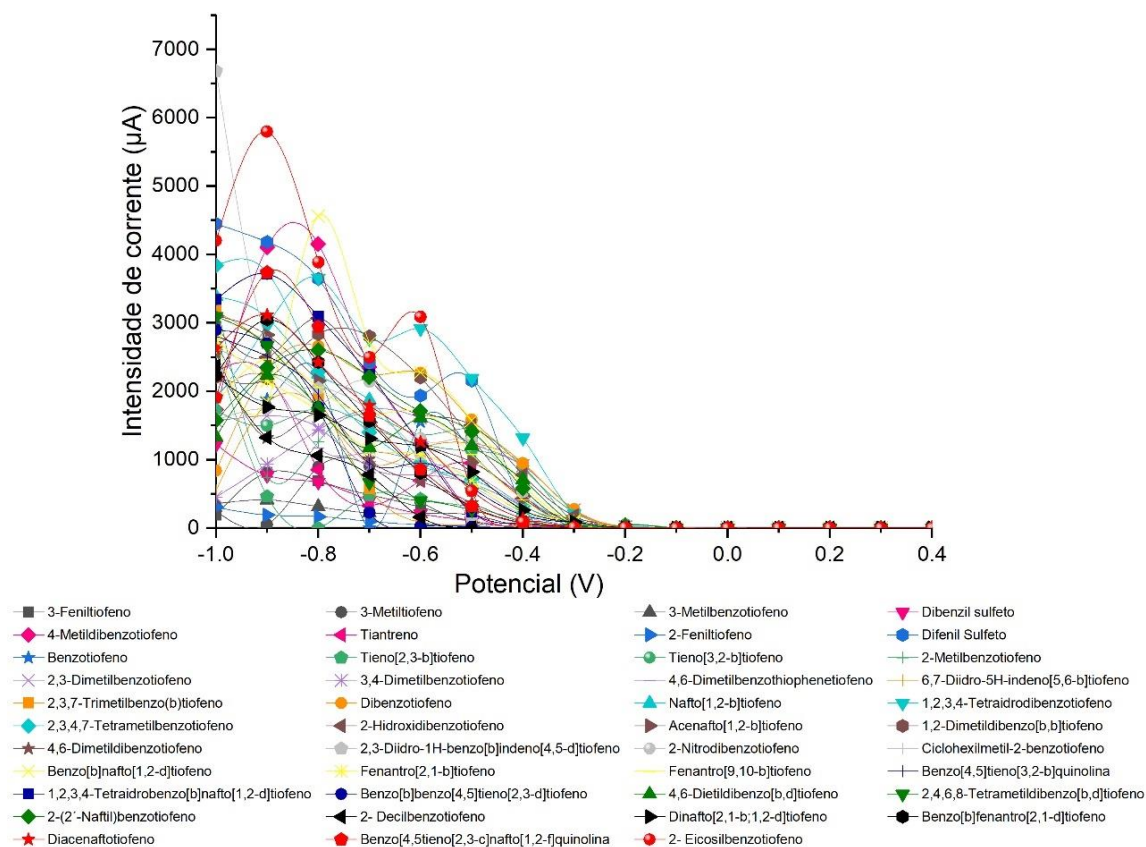 7000
6000
5000
4000
3000
2000
1000
0
Intensidade de corrente (µA)
-1.0 -0.8 -0.6 -0.4 -0.2 0.0 0.2 0.4
Potencial (V)
3-Feniltiofeno 3-Metiltiofeno 3-Metilbenzotiofeno Dibenzil sulfeto
4-Metildibenzotiofeno Tiantreno 2-Feniltiofeno Difenil Sulfeto
Benzotiofeno Tieno[2,3-b]tiofeno Tieno[3,2-b]tiofeno 2-Metilbenzotiofeno
2,3-Dimetilbenzotiofeno 3,4-Dimetilbenzotiofeno 4,6-Dimetilbenzothiophenetiofeno 6,7-Diidro-5H-indeno[5,6-b]tiofeno
2,3,7-Trimetilbenzo(b)tiofeno Dibenzotiofeno Nafto[1,2-b]tiofeno 1,2,3,4-Tetraidrodibenzotiofeno
2,3,4,7-Tetrametilbenzotiofeno 2-Hidroxidibenzotiofeno Acenafto[1,2-b]tiofeno 1,2-Dimetildibenzo[b,b]tiofeno
4,6-Dimetildibenzotiofeno 2,3-Diidro-1H-benzo[b]indeno[4,5-d]tiofeno 2-Nitrodibenzotiofeno Ciclohexilmetil-2-benzotiofeno
Benzo[b]nafto[1,2-d]tiofeno Fenantro[2,1-b]tiofeno Fenantro[9,10-b]tiofeno Benzo[4,5]tieno[3,2-b]quinolina
1,2,3,4-Tetraidrobenzo[b]nafto[1,2-d]tiofeno Benzo[b]benzo[4,5]tieno[2,3-d]tiofeno 4,6-Dietildibenzo[b,d]tiofeno 2,4,6,8-Tetrametildibenzo[b,d]tiofeno
2-(2´-Naftil)benzotiofeno 2- Decilbenzotiofeno Dinafto[2,1-b;1,2-d]tiofeno Benzo[b]fenantro[2,1-d]tiofeno
Diacenaftotiofeno Benzo[4,5tieno[2,3-c]nafto[1,2-f]quinolina 2- Eicosilbenzotiofeno